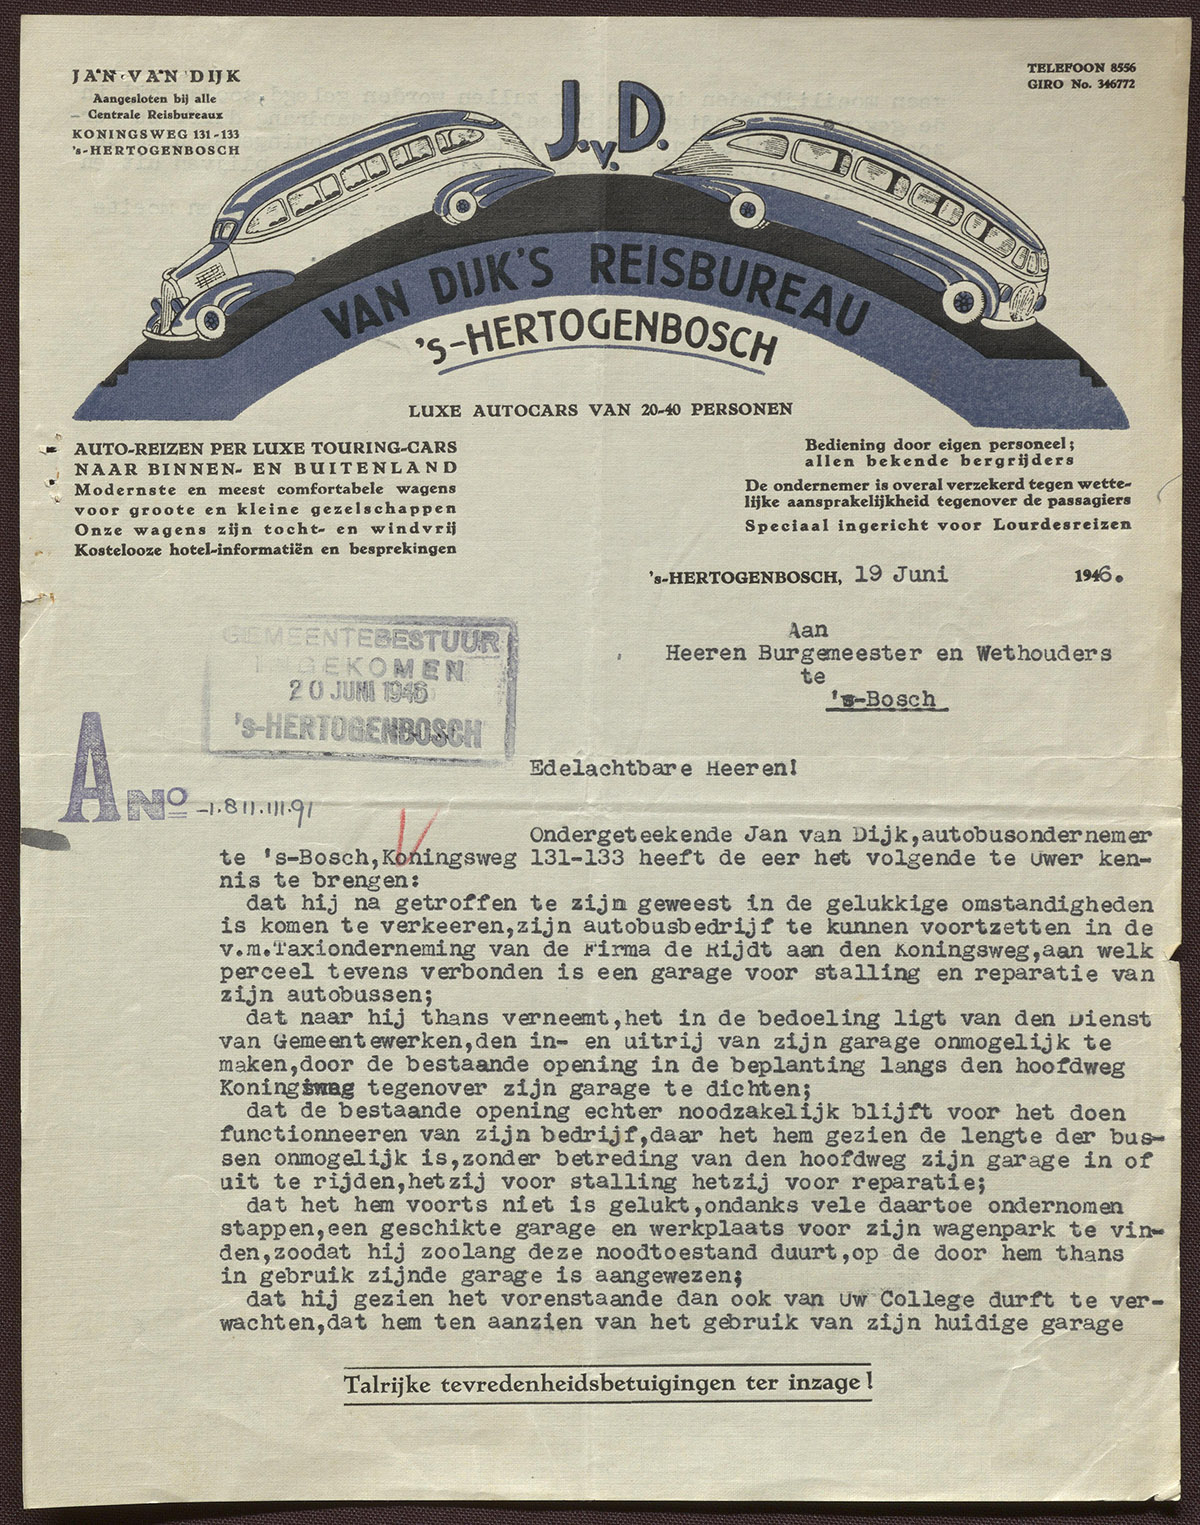 JAN VAN DIJK
Aangesloten bij alle
Centrale Reisbureaux
KONINGSWEG 131-133
's-HERTOGENBOSCH
TELEFOON 8556
GIRO No. 346772
J.v.D.
VAN DIJK'S REISBUREAU
's-HERTOGENBOSCH
LUXE AUTOCARS VAN 20-40 PERSONEN
AUTO-REIZEN PER LUXE TOURING-CARS
NAAR BINNEN- EN BUITENLAND
Modernste en meest comfortabele wagens
voor groote en kleine gezelschappen
Onze wagens zijn tocht- en windvrij
Kostelooze hotel-informatiën en besprekingen
Bediening door eigen personeel;
allen bekende bergrijders
De ondernemer is overal verzekerd tegen wette-
lijke aansprakelijkheid tegenover de passagiers
Speciaal ingericht voor Lourdesreizen
's-HERTOGENBOSCH, 19 Juni 1946.
GEMEENTEBESTUUR
INGEKOMEN
20 JUNI 1946
's-HERTOGENBOSCH
Aan
Heeren Burgemeester en Wethouders
te
's-Bosch
Edelachtbare Heeren!
A No -1.811.111.91
Ondergeteekende Jan van Dijk,autobusondernemer
te 's-Bosch,Koningsweg 131-133 heeft de eer het volgende te Uwer ken-
nis te brengen:
dat hij na getroffen te zijn geweest in de gelukkige omstandigheden
is komen te verkeeren,zijn autobusbedrijf te kunnen voortzetten in de
v.m.Taxionderneming van de Firma de Rijdt aan den Koningsweg,aan welk
perceel tevens verbonden is een garage voor stalling en reparatie van
zijn autobussen;
dat naar hij thans verneemt,het in de bedoeling ligt van den Dienst
van Gemeentewerken,den in- en uitrij van zijn garage onmogelijk te
maken,door de bestaande opening in de beplanting langs den hoofdweg
Koningsweg tegenover zijn garage te dichten;
dat de bestaande opening echter noodzakelijk blijft voor het doen
functionneeren van zijn bedrijf,daar het hem gezien de lengte der bus-
sen onmogelijk is,zonder betreding van den hoofdweg zijn garage in of
uit te rijden,hetzij voor stalling hetzij voor reparatie;
dat het hem voorts niet is gelukt,ondanks vele daartoe ondernomen
stappen,een geschikte garage en werkplaats voor zijn wagenpark te vin-
den,zoodat hij zoolang deze noodtoestand duurt,op de door hem thans
in gebruik zijnde garage is aangewezen;
dat hij gezien het vorenstaande dan ook van Uw College durft te ver-
wachten,dat hem ten aanzien van het gebruik van zijn huidige garage
Talrijke tevredenheidsbetuigingen ter inzage!